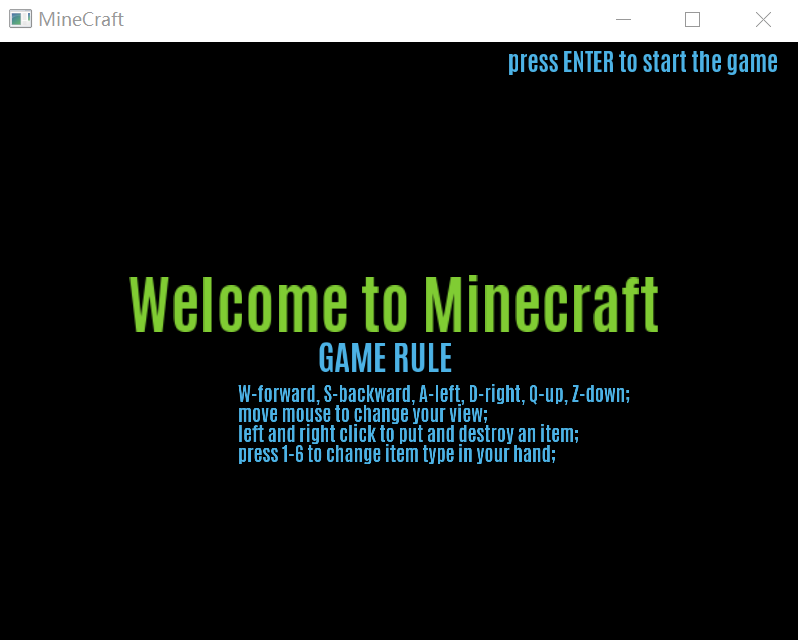 MineCraft
press ENTER to start the game
Welcome to Minecraft
GAME RULE
W-forward, S-backward, A-left, D-right, Q-up, Z-down;
move mouse to change your view;
left and right click to put and destroy an item;
press 1-6 to change item type in your hand;